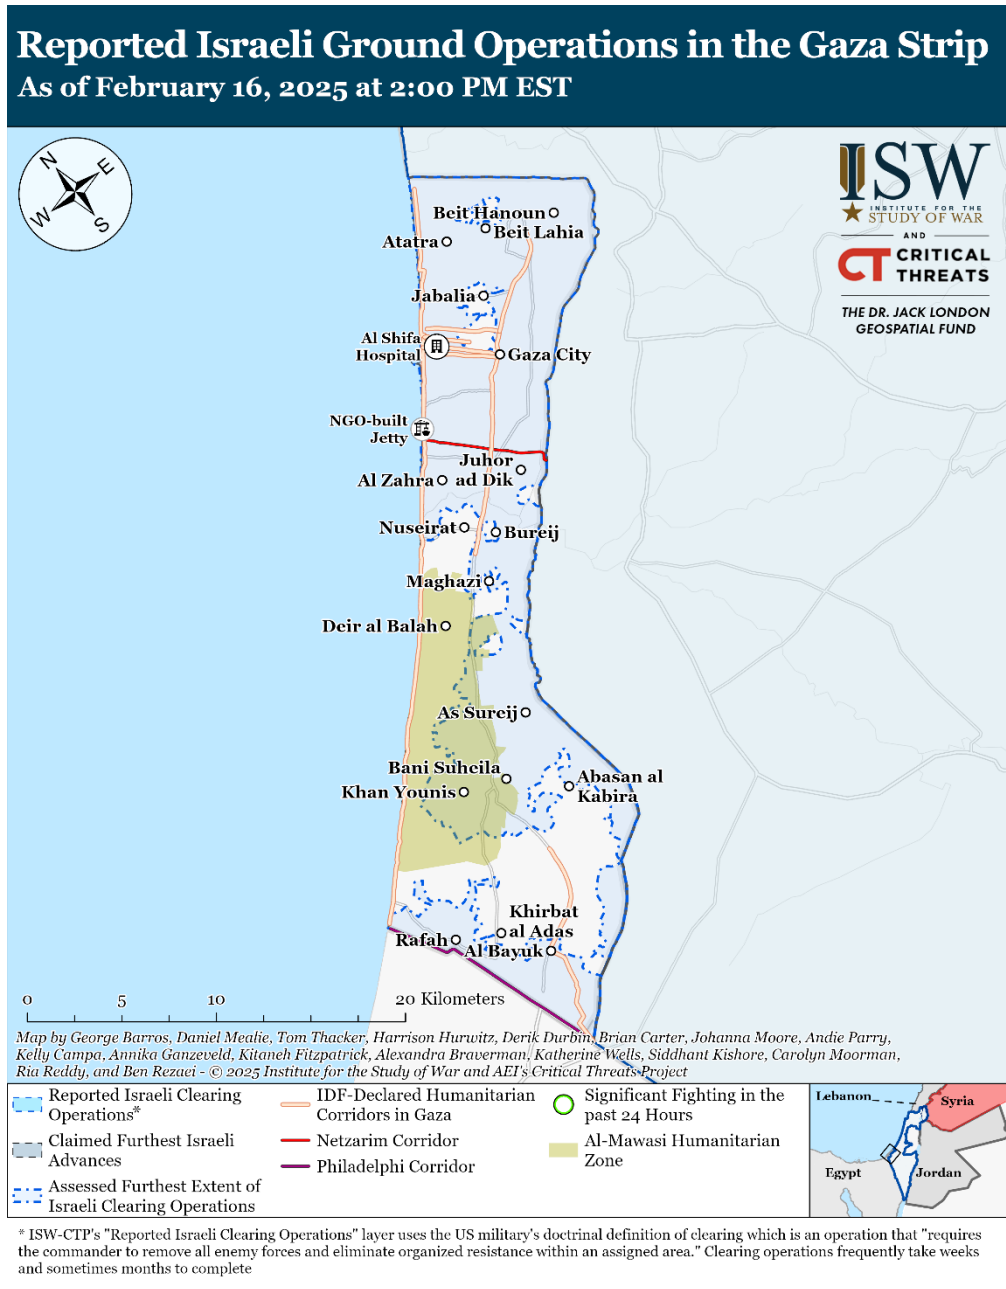 Reported Israeli Ground Operations in the Gaza Strip
As of February 16, 2025 at 2:00 PM EST
N
E
W
S
ISW
INSTITUTE FOR THE
STUDY OF WAR
AND
CT CRITICAL
THREATS
THE DR. JACK LONDON
GEOSPATIAL FUND
Beit Hanoun
Beit Lahia
Atatra
Jabalia
Al Shifa
Hospital
Gaza City
NGO-built
Jetty
Juhor
ad Dik
Al Zahra
Nuseirat
Bureij
Maghazi
Deir al Balah
As Sureij
Bani Suheila
Abasan al
Kabira
Khan Younis
Khirbat
al Adas
Rafah
Al Bayuk
0 5 10 20 Kilometers
Map by George Barros, Daniel Mealie, Tom Thacker, Harrison Hurwitz, Derik Durbin, Brian Carter, Johanna Moore, Andie Parry,
Kelly Campa, Annika Ganzeveld, Kitaneh Fitzpatrick, Alexandra Braverman, Katherine Wells, Siddhant Kishore, Carolyn Moorman,
Ria Reddy, and Ben Rezaei - © 2025 Institute for the Study of War and AEI's Critical Threats Project
Reported Israeli Clearing
Operations*
Claimed Furthest Israeli
Advances
Assessed Furthest Extent of
Israeli Clearing Operations
IDF-Declared Humanitarian
Corridors in Gaza
Netzarim Corridor
Philadelphi Corridor
Significant Fighting in the
past 24 Hours
Al-Mawasi Humanitarian
Zone
Lebanon
Syria
Egypt
Jordan
* ISW-CTP's "Reported Israeli Clearing Operations" layer uses the US military's doctrinal definition of clearing which is an operation that "requires
the commander to remove all enemy forces and eliminate organized resistance within an assigned area." Clearing operations frequently take weeks
and sometimes months to complete